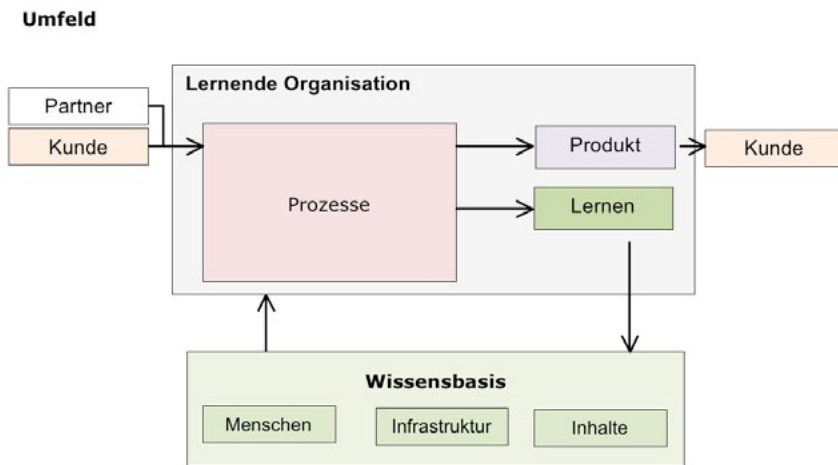 Umfeld
Lernende Organisation
Partner
Kunde
Prozesse
Produkt
Kunde
Lernen
Wissensbasis
Menschen
Infrastruktur
Inhalte